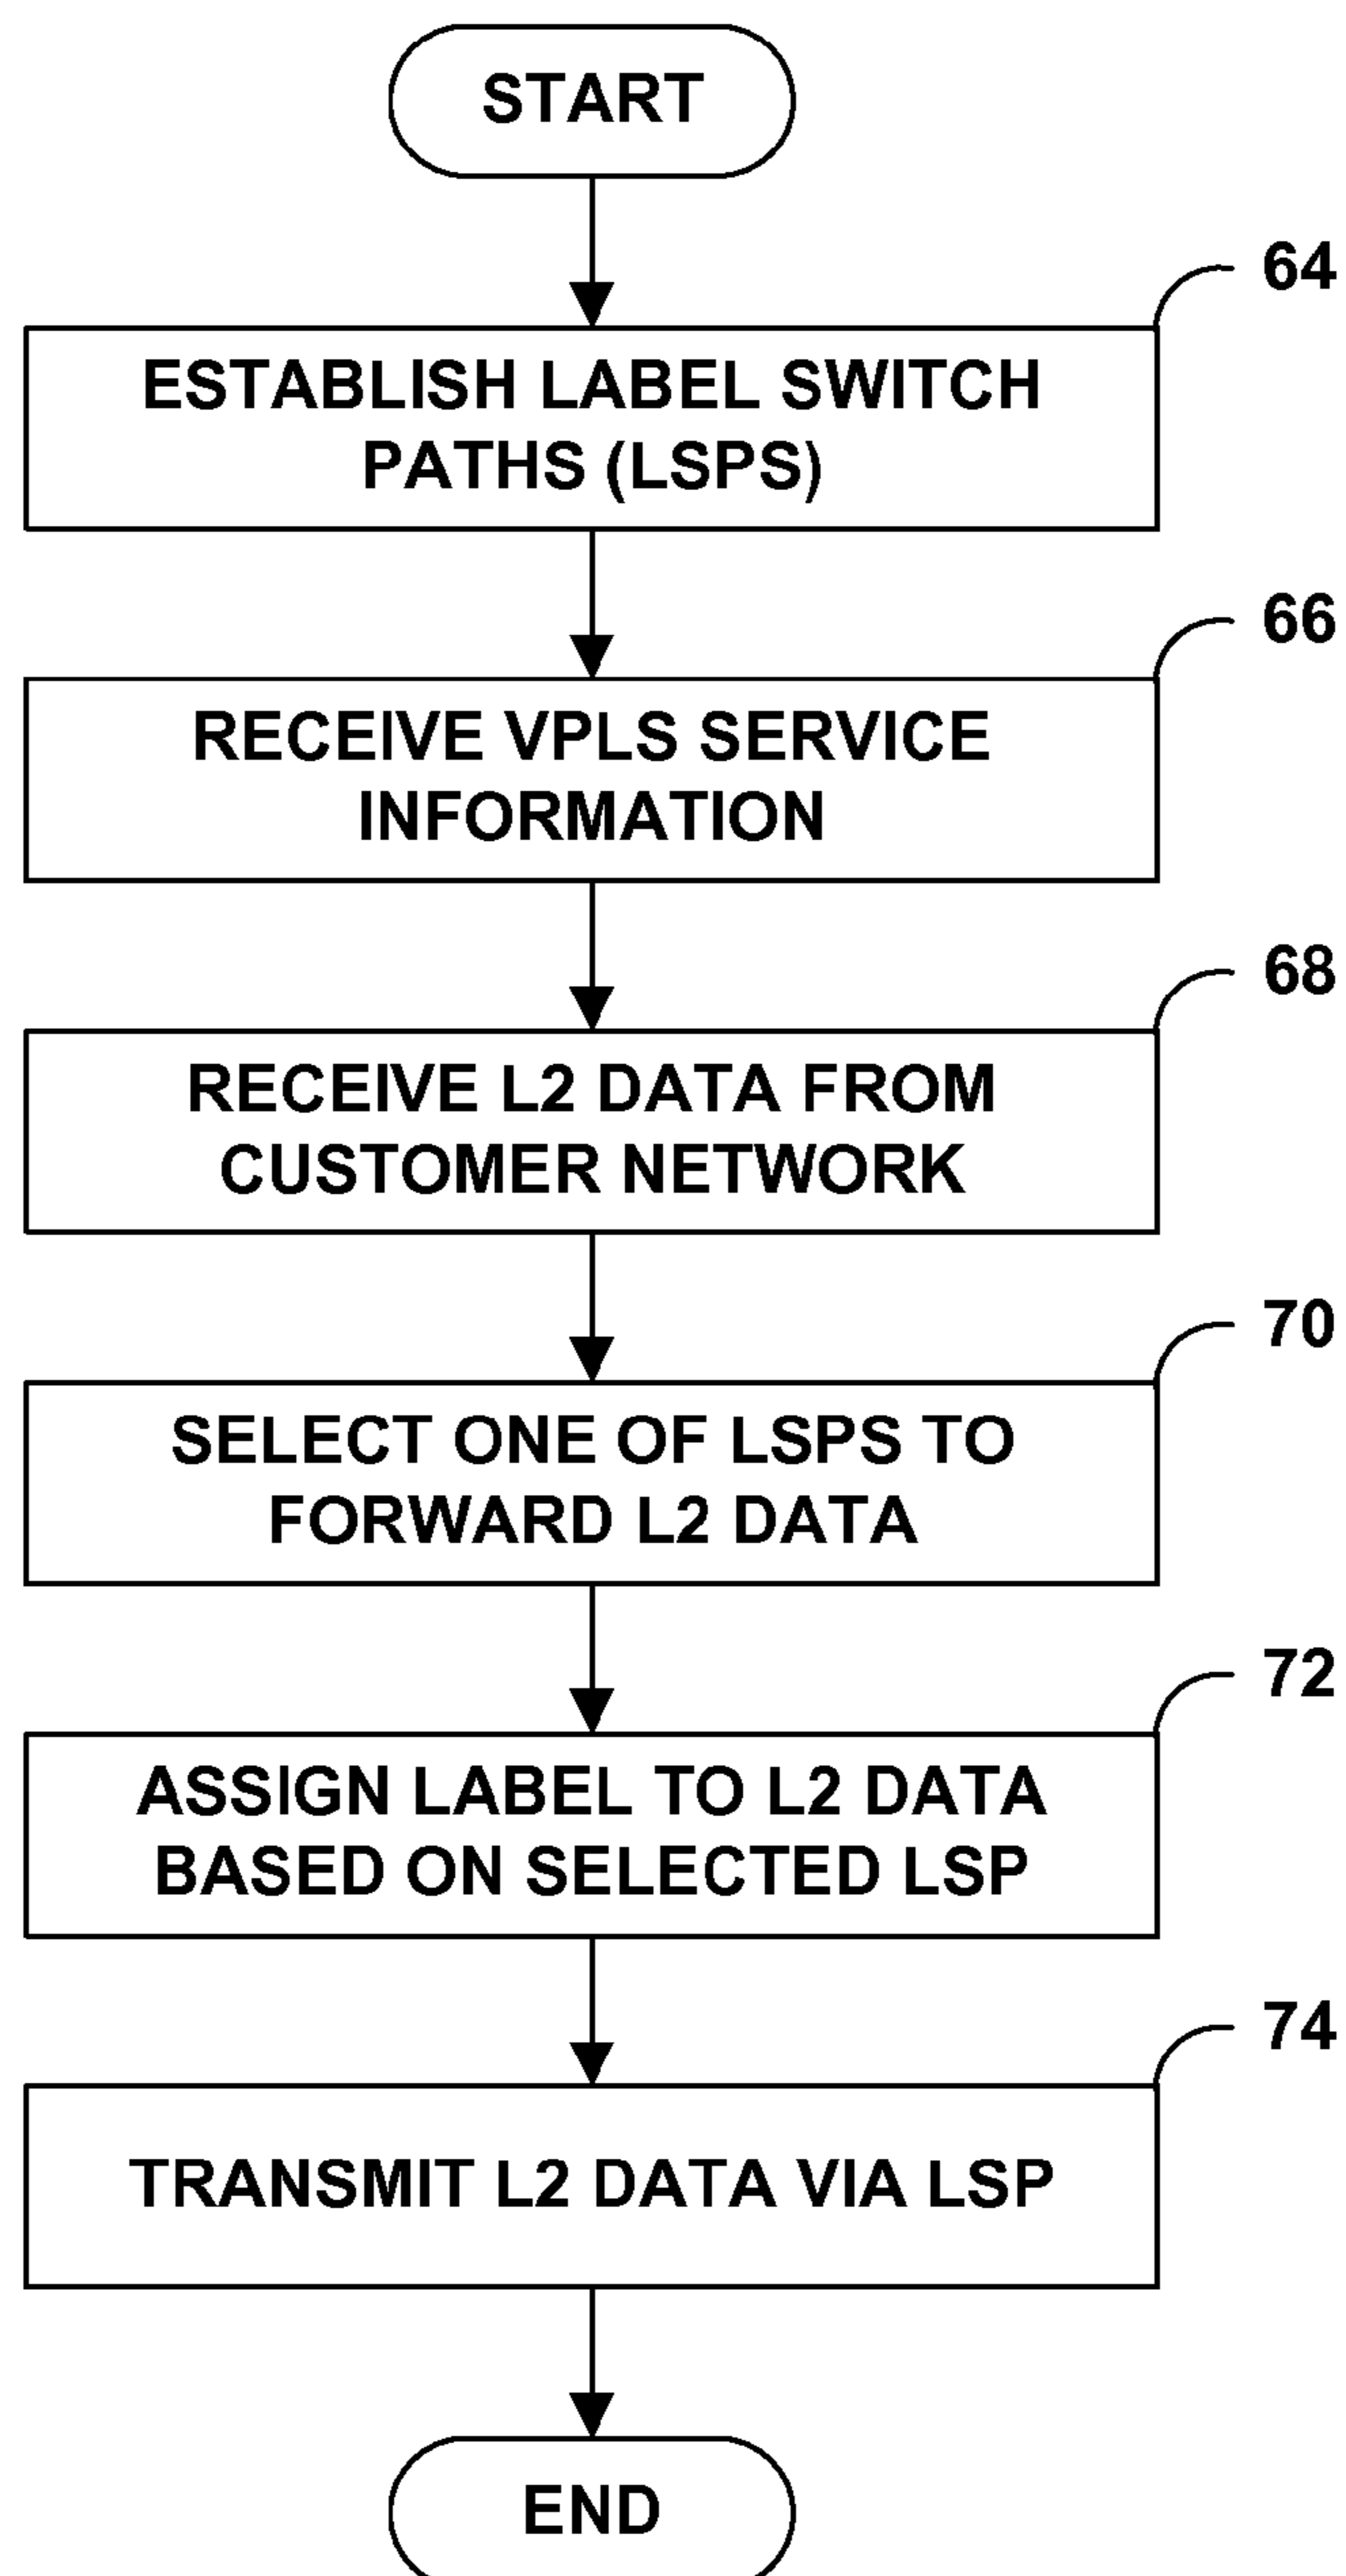 START
64
ESTABLISH LABEL SWITCH
PATHS (LSPS)
66
RECEIVE VPLS SERVICE
INFORMATION
68
RECEIVE L2 DATA FROM
CUSTOMER NETWORK
70
SELECT ONE OF LSPS TO
FORWARD L2 DATA
72
ASSIGN LABEL TO L2 DATA
BASED ON SELECTED LSP
74
TRANSMIT L2 DATA VIA LSP
END